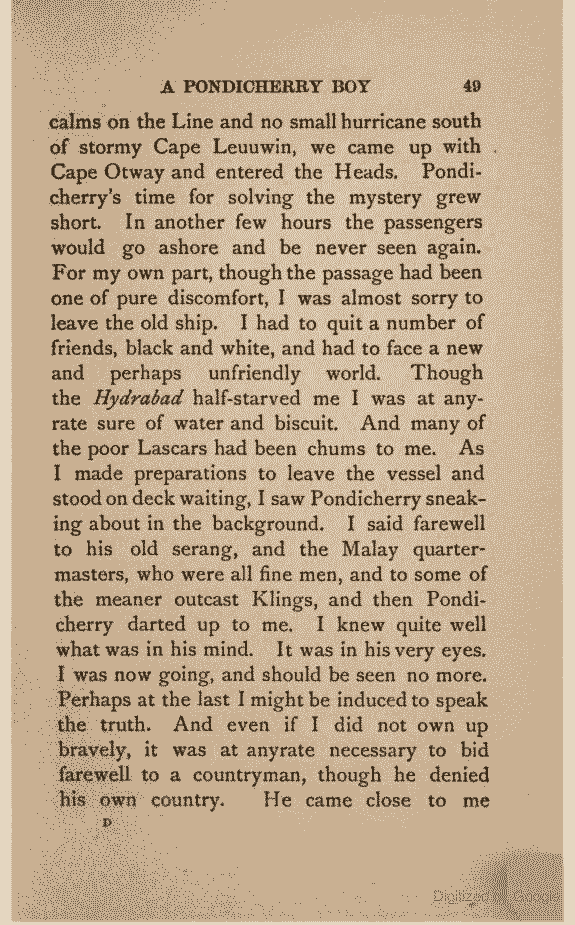 A PONDICHERRY BOY 49
calms on the Line and no small hurricane south
of stormy Cape Leuuwin, we came up with
Cape Otway and entered the Heads. Pondi-
cherry's time for solving the mystery grew
short. In another few hours the passengers
would go ashore and be never seen again.
For my own part, though the passage had been
one of pure discomfort, I was almost sorry to
leave the old ship. I had to quit a number of
friends, black and white, and had to face a new
and perhaps unfriendly world. Though
the Hydrabad half-starved me I was at any-
rate sure of water and biscuit. And many of
the poor Lascars had been chums to me. As
I made preparations to leave the vessel and
stood on deck waiting, I saw Pondicherry sneak-
ing about in the background. I said farewell
to his old serang, and the Malay quarter-
masters, who were all fine men, and to some of
the meaner outcast Klings, and then Pondi-
cherry darted up to me. I knew quite well
what was in his mind. It was in his very eyes.
I was now going, and should be seen no more.
Perhaps at the last I might be induced to speak
the truth. And even if I did not own up
bravely, it was at anyrate necessary to bid
farewell to a countryman, though he denied
his own country. He came close to me
D
Digitized by Google